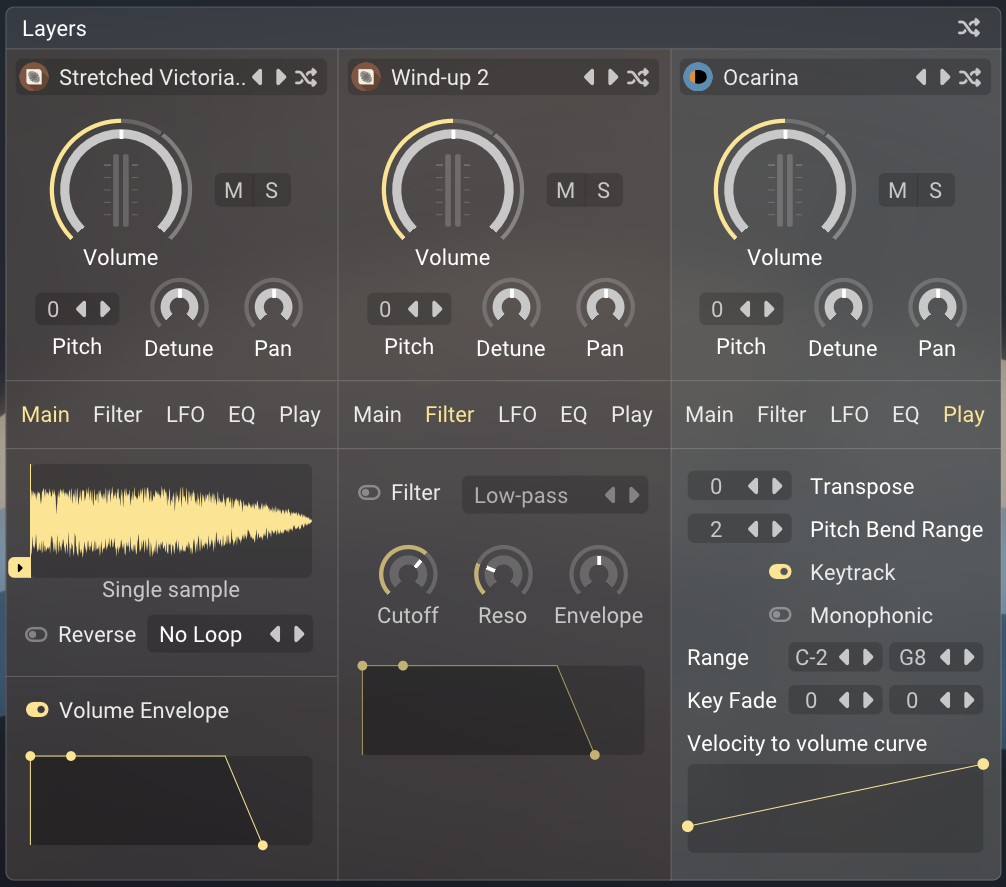 Layers
Stretched Victoria..
M S
Volume
0
Pitch Detune Pan
Main Filter LFO EQ Play
Single sample
Reverse No Loop
Volume Envelope
Wind-up 2
M S
Volume
0
Pitch Detune Pan
Main Filter LFO EQ Play
Filter Low-pass
Cutoff Reso Envelope
Ocarina
M S
Volume
0
Pitch Detune Pan
Main Filter LFO EQ Play
0 Transpose
2 Pitch Bend Range
Keytrack
Monophonic
Range C-2 G8
Key Fade 0 0
Velocity to volume curve